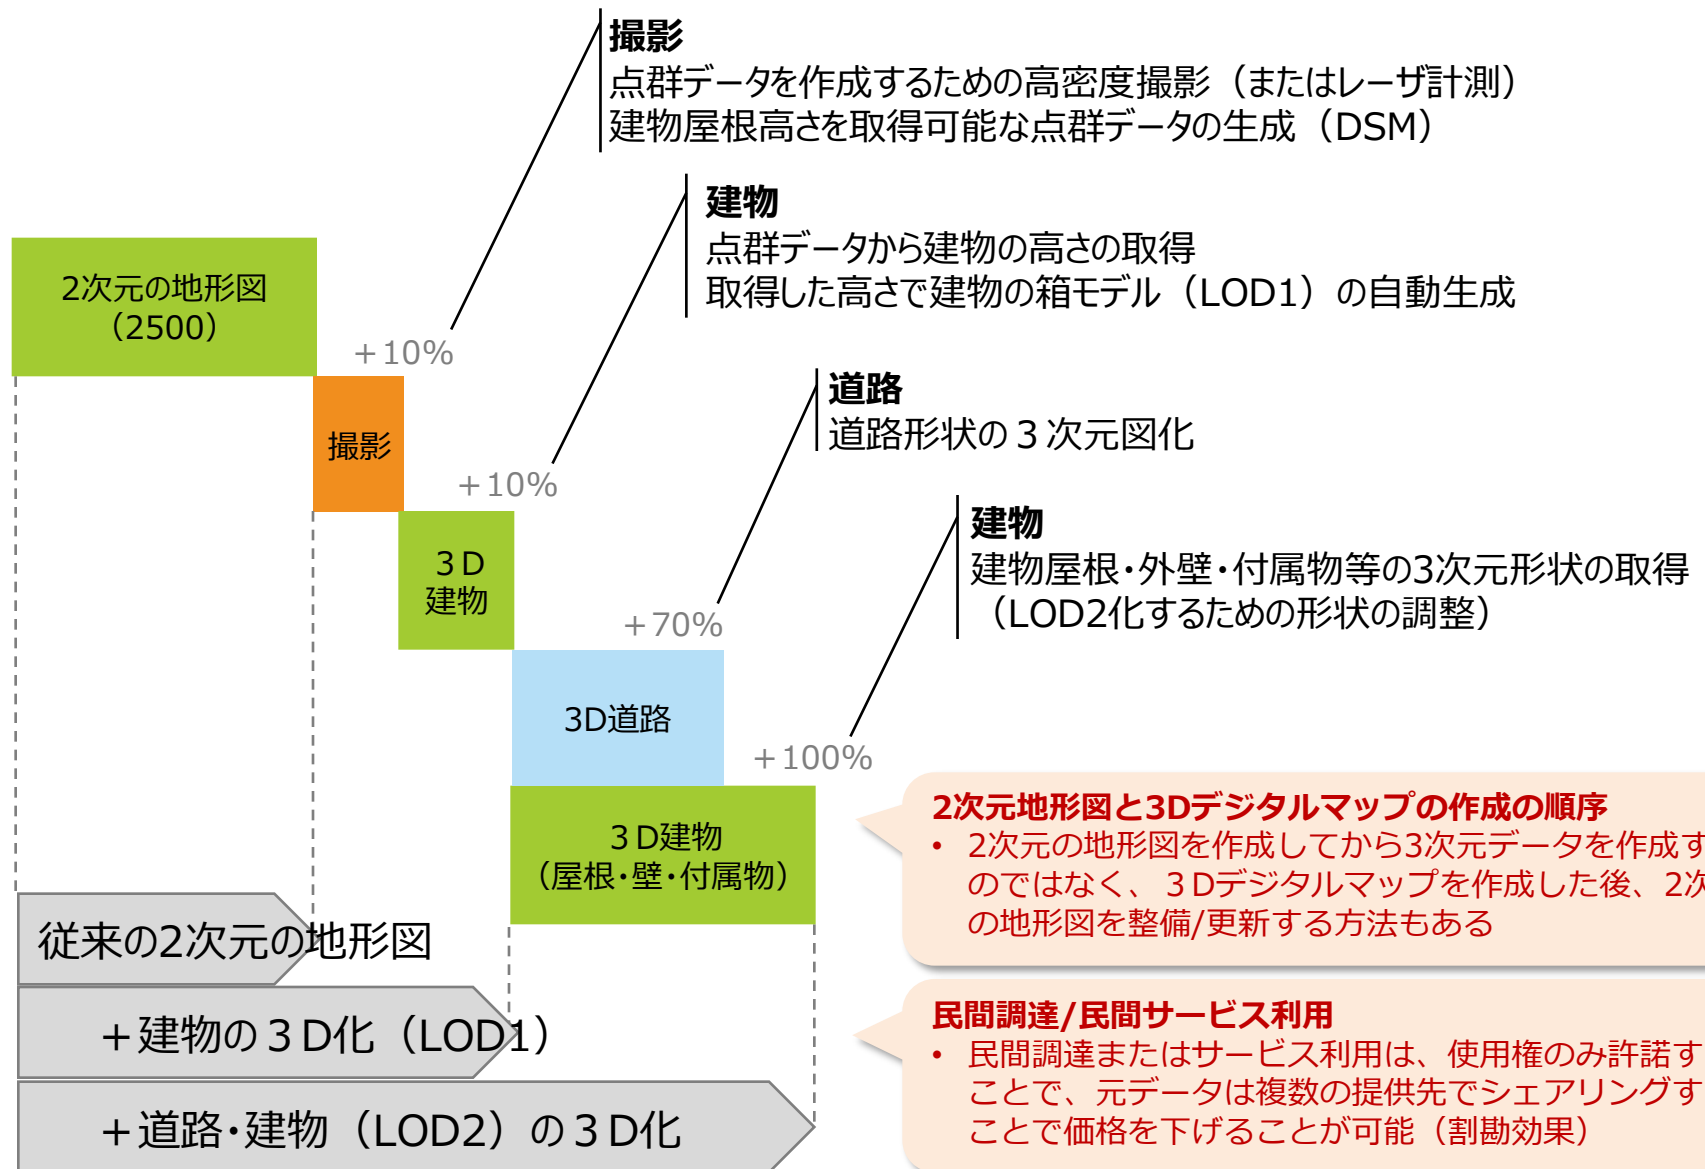 撮影
点群データを作成するための高密度撮影（またはレーザ計測）
建物屋根高さを取得可能な点群データの生成（DSM）
建物
点群データから建物の高さの取得
取得した高さで建物の箱モデル（LOD1）の自動生成
2次元の地形図
（2500）
＋10%
撮影
道路
道路形状の３次元図化
＋10%
３D
建物
建物
建物屋根・外壁・付属物等の3次元形状の取得
（LOD2化するための形状の調整）
＋70%
3D道路
＋100%
３D建物
（屋根・壁・付属物）
2次元地形図と3Dデジタルマップの作成の順序
• 2次元の地形図を作成してから3次元データを作成す
のではなく、３Dデジタルマップを作成した後、2次
の地形図を整備/更新する方法もある
従来の2次元の地形図
＋建物の３D化（LOD1）
＋道路・建物（LOD2）の３D化
民間調達/民間サービス利用
• 民間調達またはサービス利用は、使用権のみ許諾す
ことで、元データは複数の提供先でシェアリングす
ことで価格を下げることが可能（割勘効果）